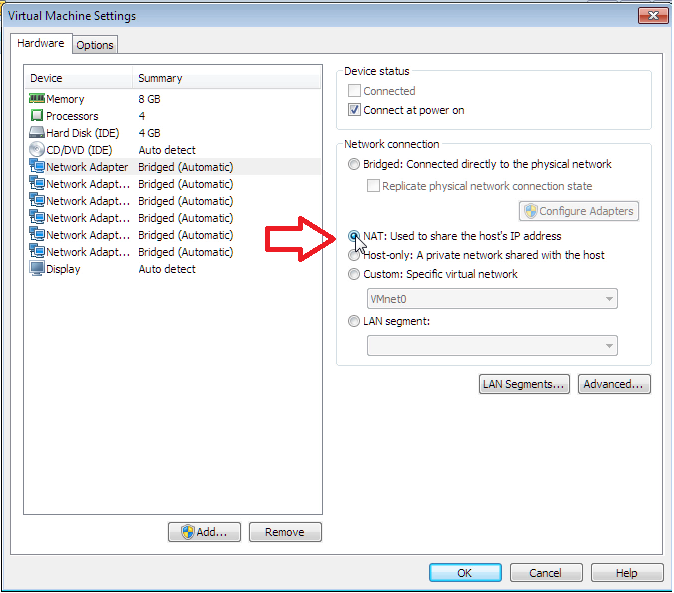 Virtual Machine Settings
Hardware Options
Device Summary
Memory 8 GB
Processors 4
Hard Disk (IDE) 4 GB
CD/DVD (IDE) Auto detect
Network Adapter Bridged (Automatic)
Network Adapt... Bridged (Automatic)
Network Adapt... Bridged (Automatic)
Network Adapt... Bridged (Automatic)
Network Adapt... Bridged (Automatic)
Network Adapt... Bridged (Automatic)
Display Auto detect
Add... Remove
Device status
Connected
Connect at power on
Network connection
Bridged: Connected directly to the physical network
Replicate physical network connection state
Configure Adapters
NAT: Used to share the host's IP address
Host-only: A private network shared with the host
Custom: Specific virtual network
VMnet0
LAN segment:
LAN Segments... Advanced...
OK Cancel Help